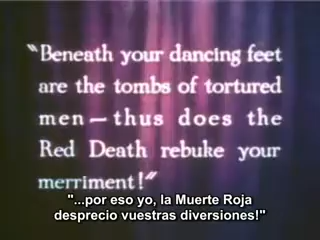 "Beneath your dancing feet
are the tombs of tortured
men—thus does the
Red Death rebuke your
merriment!"
"...por eso yo, la Muerte Roja
desprecio vuestras diversiones!"